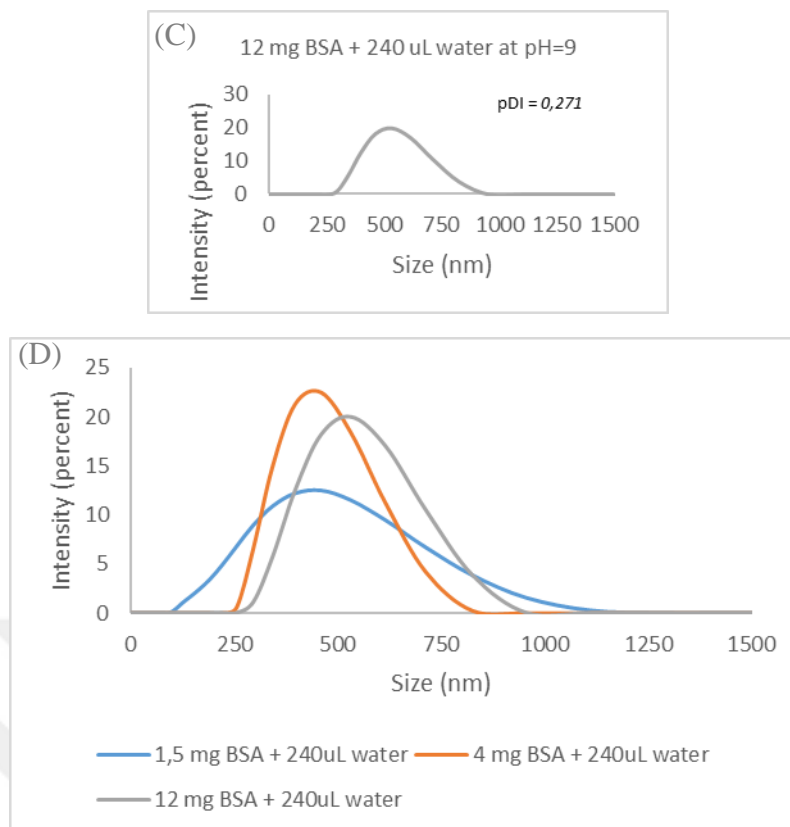 (C)
12 mg BSA + 240 uL water at pH=9
pDI = 0,271
Intensity (percent)
30
20
10
0
0 250 500 750 1000 1250 1500
Size (nm)
(D)
Intensity (percent)
25
20
15
10
5
0
0 250 500 750 1000 1250 1500
Size (nm)
1,5 mg BSA + 240uL water 4 mg BSA + 240uL water
12 mg BSA + 240uL water